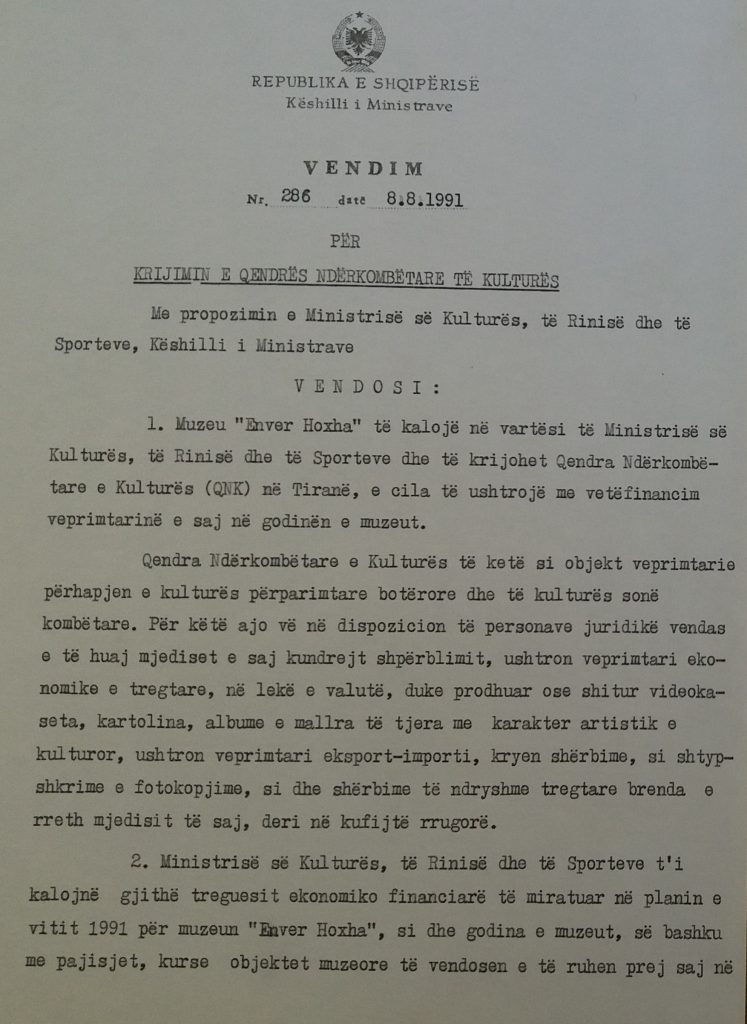 REPUBLIKA E SHQIPËRISË
Këshilli i Ministrave
VENDIM
Nr. 286 datë 8.8.1991
PËR
KRIJIMIN E QENDRËS NDËRKOMBËTARE TË KULTURËS
Me propozimin e Ministrisë së Kulturës, të Rinisë dhe të
Sporteve, Këshilli i Ministrave
VENDOSI:
1. Muzeu "Enver Hoxha" të kalojë në vartësi të Ministrisë së
Kulturës, të Rinisë dhe të Sporteve dhe të krijohet Qendra Ndërkombë-
tare e Kulturës (QNK) në Tiranë, e cila të ushtrojë me vetëfinancim
veprimtarinë e saj në godinën e muzeut.
Qendra Ndërkombëtare e Kulturës të ketë si objekt veprimtarie
përhapjen e kulturës përparimtare botërore dhe të kulturës sonë
kombëtare. Për këtë ajo vë në dispozicion të personave juridikë vendas
e të huaj mjediset e saj kundrejt shpërblimit, ushtron veprimtari eko-
nomike e tregtare, në lekë e valutë, duke prodhuar ose shitur videoka-
seta, kartolina, albume e mallra të tjera me karakter artistik e
kulturor, ushtron veprimtari eksport-importi, kryen shërbime, si shtyp-
shkrime e fotokopjime, si dhe shërbime të ndryshme tregtare brenda e
rreth mjedisit të saj, deri në kufijtë rrugorë.
2. Ministrisë së Kulturës, të Rinisë dhe të Sporteve t'i
kalojnë gjithë treguesit ekonomiko financiarë të miratuar në planin e
vitit 1991 për muzeun "Enver Hoxha", si dhe godina e muzeut, së bashku
me pajisjet, kurse objektet muzeore të vendosen e të ruhen prej saj në